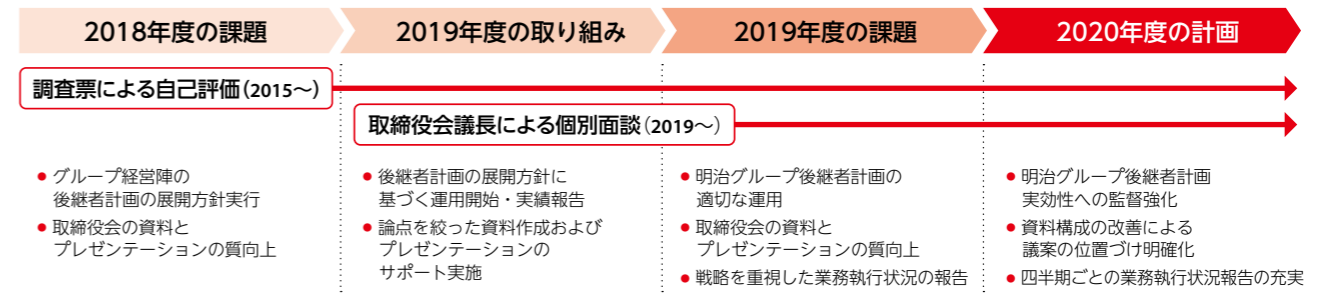 2018年度の課題
2019年度の取り組み
2019年度の課題
2020年度の計画
調査票による自己評価（2015〜）
取締役会議長による個別面談（2019〜）
● グループ経営陣の
後継者計画の展開方針実行
● 取締役会の資料と
プレゼンテーションの質向上
● 後継者計画の展開方針に
基づく運用開始・実績報告
● 論点を絞った資料作成および
プレゼンテーションの
サポート実施
● 明治グループ後継者計画の
適切な運用
● 取締役会の資料と
プレゼンテーションの質向上
● 戦略を重視した業務執行状況の報告
● 明治グループ後継者計画
実効性への監督強化
● 資料構成の改善による
議案の位置づけ明確化
● 四半期ごとの業務執行状況報告の充実